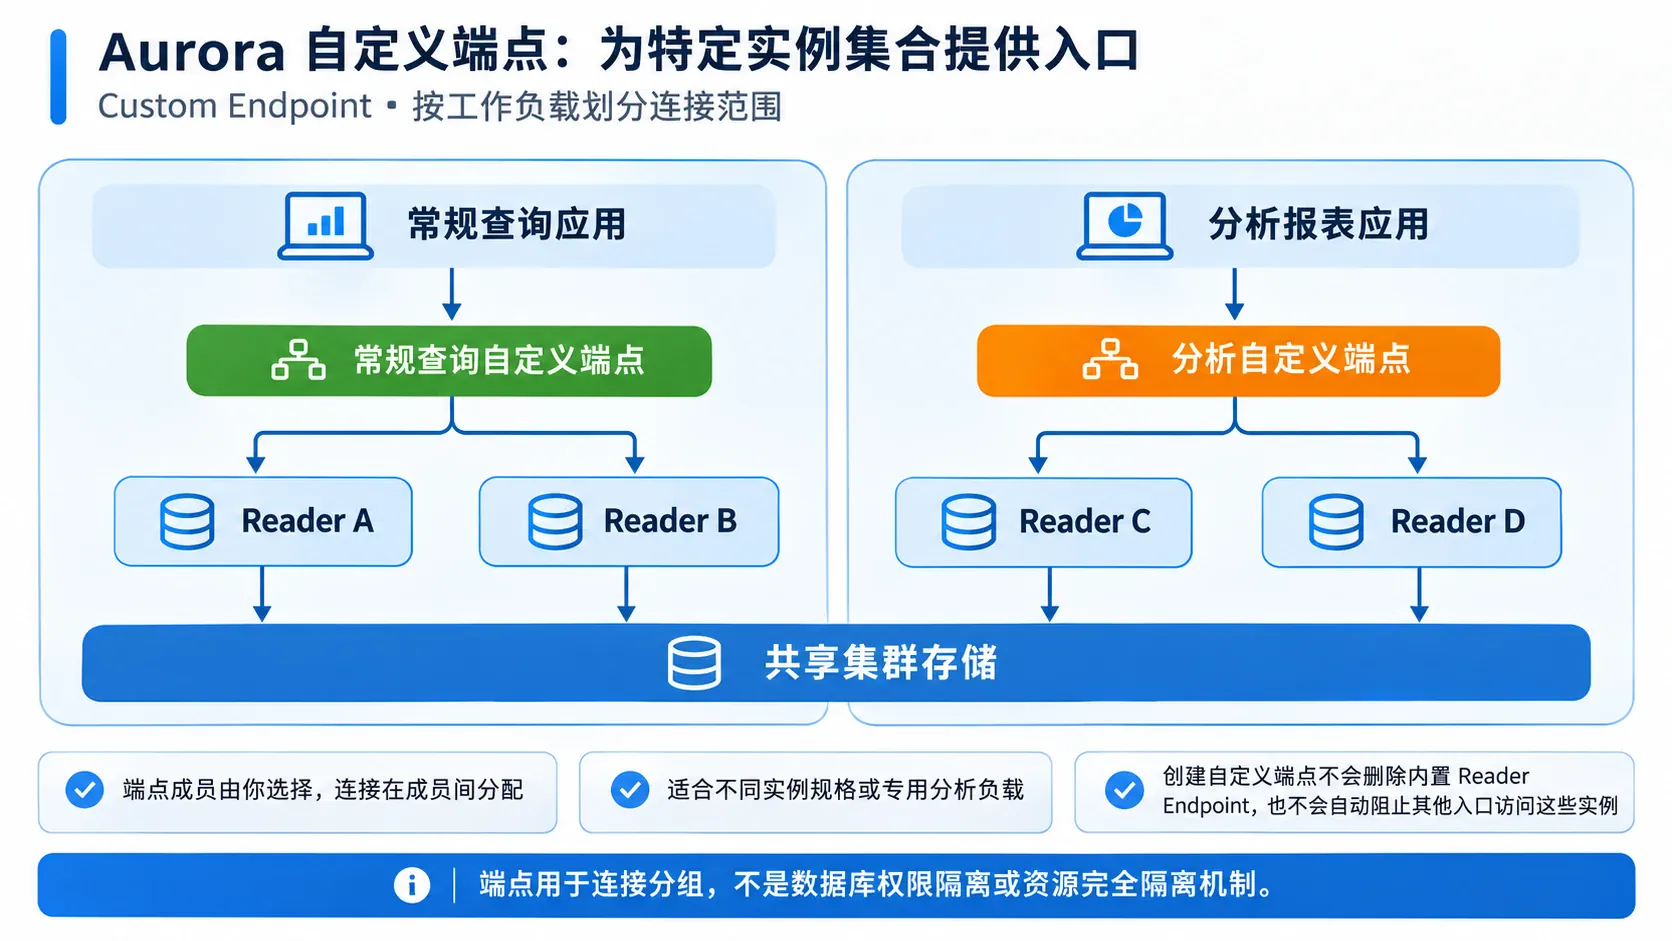 Aurora 自定义端点：为特定实例集合提供入口
Custom Endpoint • 按工作负载划分连接范围
常规查询应用
分析报表应用
常规查询自定义端点
分析自定义端点
Reader A
Reader B
Reader C
Reader D
共享集群存储
端点成员由你选择，连接在成员间分配
适合不同实例规格或专用分析负载
创建自定义端点不会删除内置 Reader
Endpoint，也不会自动阻止其他入口访问这些实例
端点用于连接分组，不是数据库权限隔离或资源完全隔离机制。